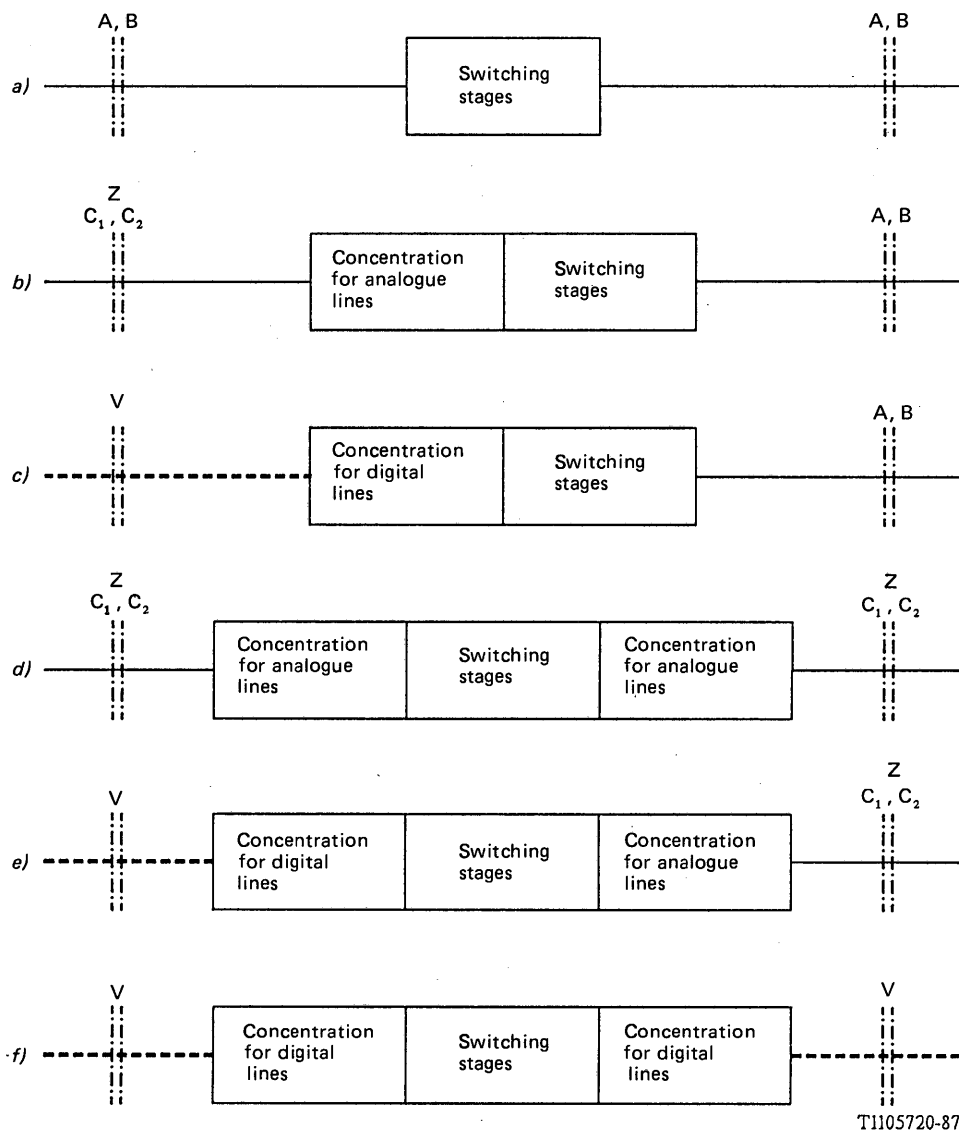 A, B
A, B
a)
Switching
stages
Z
C₁, C₂
A, B
b)
Concentration
for analogue
lines
Switching
stages
V
A, B
c)
Concentration
for digital
lines
Switching
stages
Z
C₁, C₂
Z
C₁, C₂
d)
Concentration
for analogue
lines
Switching
stages
Concentration
for analogue
lines
V
Z
C₁, C₂
e)
Concentration
for digital
lines
Switching
stages
Concentration
for analogue
lines
V
V
f)
Concentration
for digital
lines
Switching
stages
Concentration
for digital
lines
T1105720-87